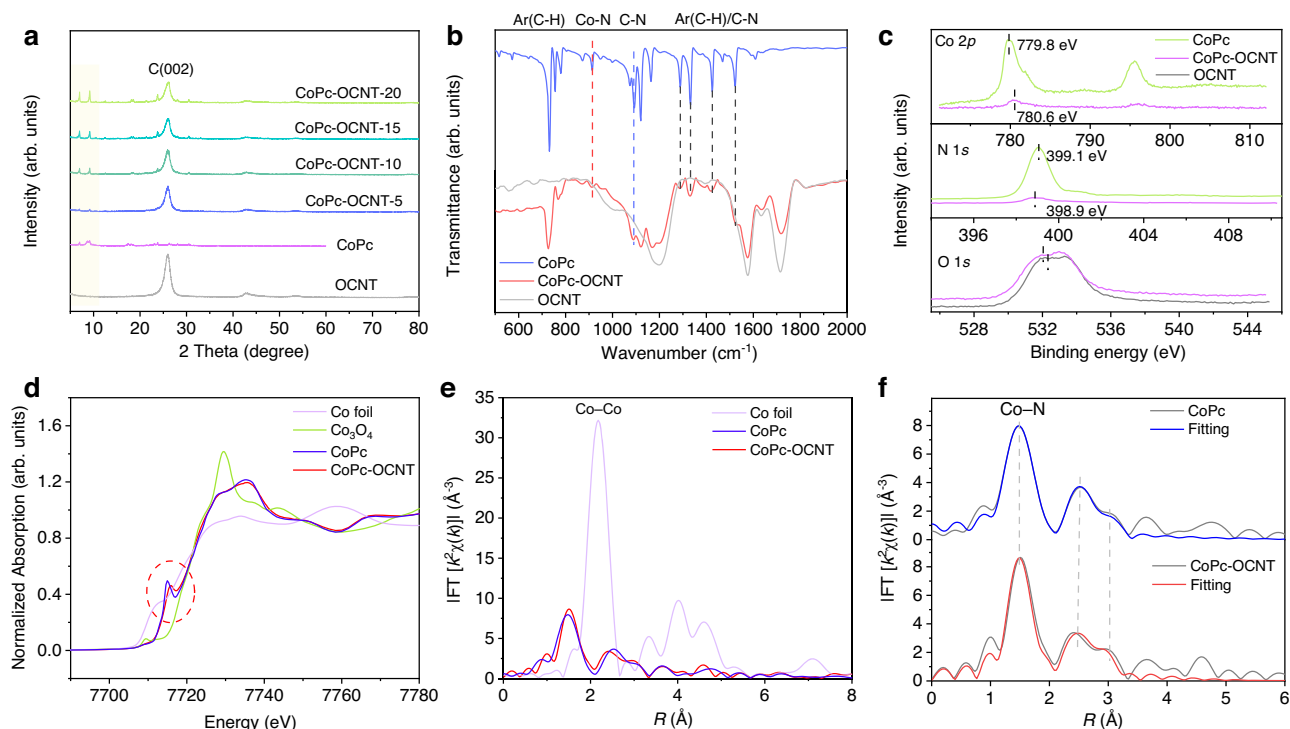 a
C(002)
CoPc-OCNT-20
CoPc-OCNT-15
CoPc-OCNT-10
CoPc-OCNT-5
CoPc
OCNT
Intensity (arb. units)
10 20 30 40 50 60 70 80
2 Theta (degree)
b
Ar(C-H) Co-N C-N Ar(C-H)/C-N
Transmittance (arb. units)
CoPc
CoPc-OCNT
OCNT
600 800 1000 1200 1400 1600 1800 2000
Wavenumber (cm⁻¹)
c
Co 2p
779.8 eV
CoPc
CoPc-OCNT
OCNT
780.6 eV
780 790 800 810
N 1s
399.1 eV
398.9 eV
396 400 404 408
O 1s
528 532 536 540 544
Intensity (arb. units)
Binding energy (eV)
d
Co foil
Co₃O₄
CoPc
CoPc-OCNT
Normalized Absorption (arb. units)
1.6
1.2
0.8
0.4
0.0
7700 7720 7740 7760 7780
Energy (eV)
e
Co–Co
Co foil
CoPc
CoPc-OCNT
IFT [k²χ(k)]I (Å⁻³)
35
30
25
20
15
10
5
0
0 2 4 6 8
R (Å)
f
Co–N
CoPc
Fitting
CoPc-OCNT
Fitting
IFT [k²χ(k)]I (Å⁻³)
8
6
4
2
0
8
6
4
2
0
0 1 2 3 4 5 6
R (Å)